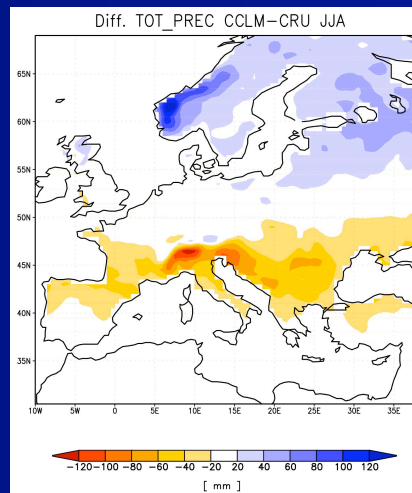 Diff. TOT_PREC CCLM-CRU JJA
65N
60N
55N
50N
45N
40N
35N
10W 5W 0 5E 10E 15E 20E 25E 30E 35E
-120 -100 -80 -60 -40 -20 20 40 60 80 100 120
[ mm ]